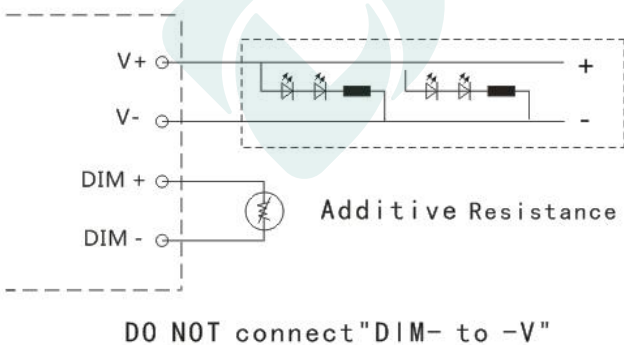 V+
+
V-
-
DIM +
Additive Resistance
DIM -
DO NOT connect"DIM- to -V"